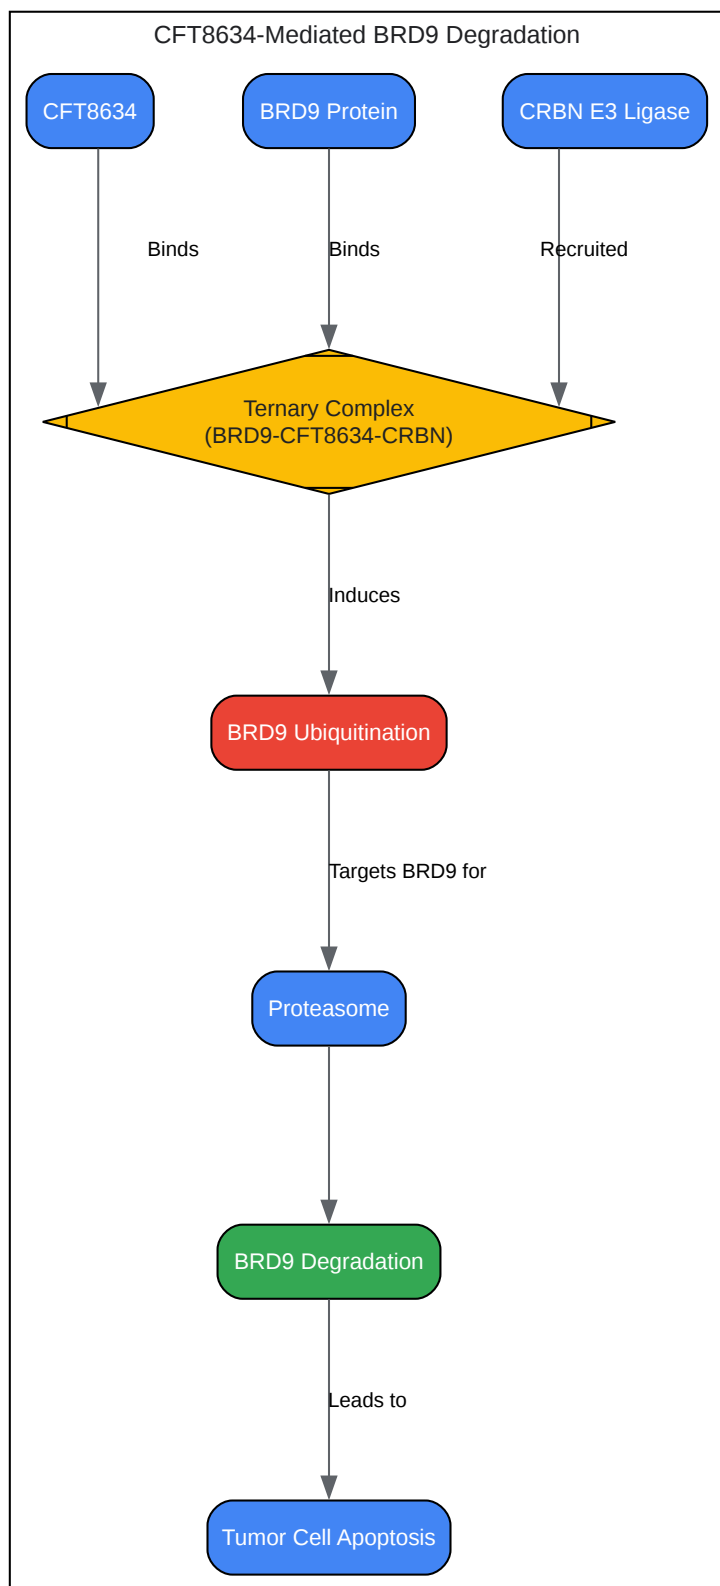 CFT8634-Mediated BRD9 Degradation
CFT8634
BRD9 Protein
CRBN E3 Ligase
Binds
Binds
Recruited
Ternary Complex
(BRD9-CFT8634-CRBN)
Induces
BRD9 Ubiquitination
Targets BRD9 for
Proteasome
BRD9 Degradation
Leads to
Tumor Cell Apoptosis